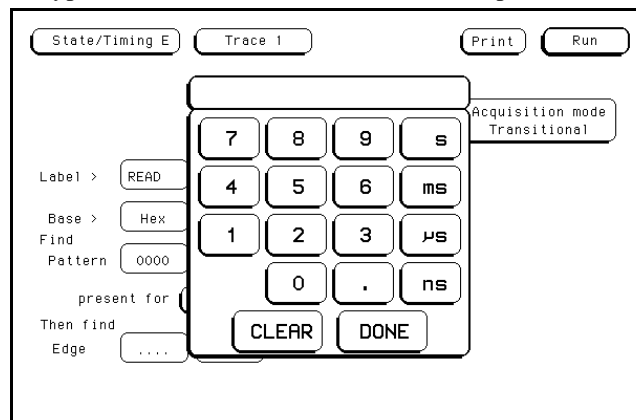 State/Timing E Trace 1 Print Run
Acquisition mode
Transitional
7 8 9 s
Label > READ 4 5 6 ms
Base > Hex 1 2 3 µs
Find
Pattern 0000 0 . ns
present for
CLEAR DONE
Then find
Edge ....